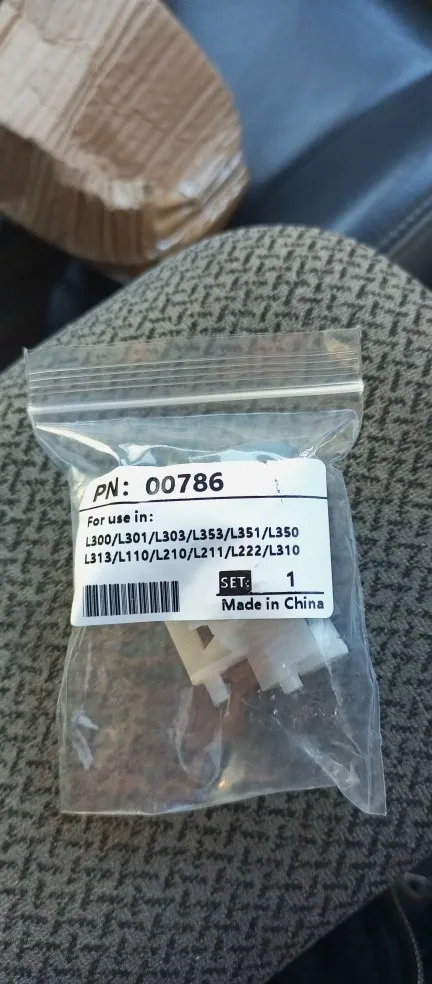 PN: 00786
For use in:
L300/L301/L303/L353/L351/L350
L313/L110/L210/L211/L222/L310
SET: 1
Made in China